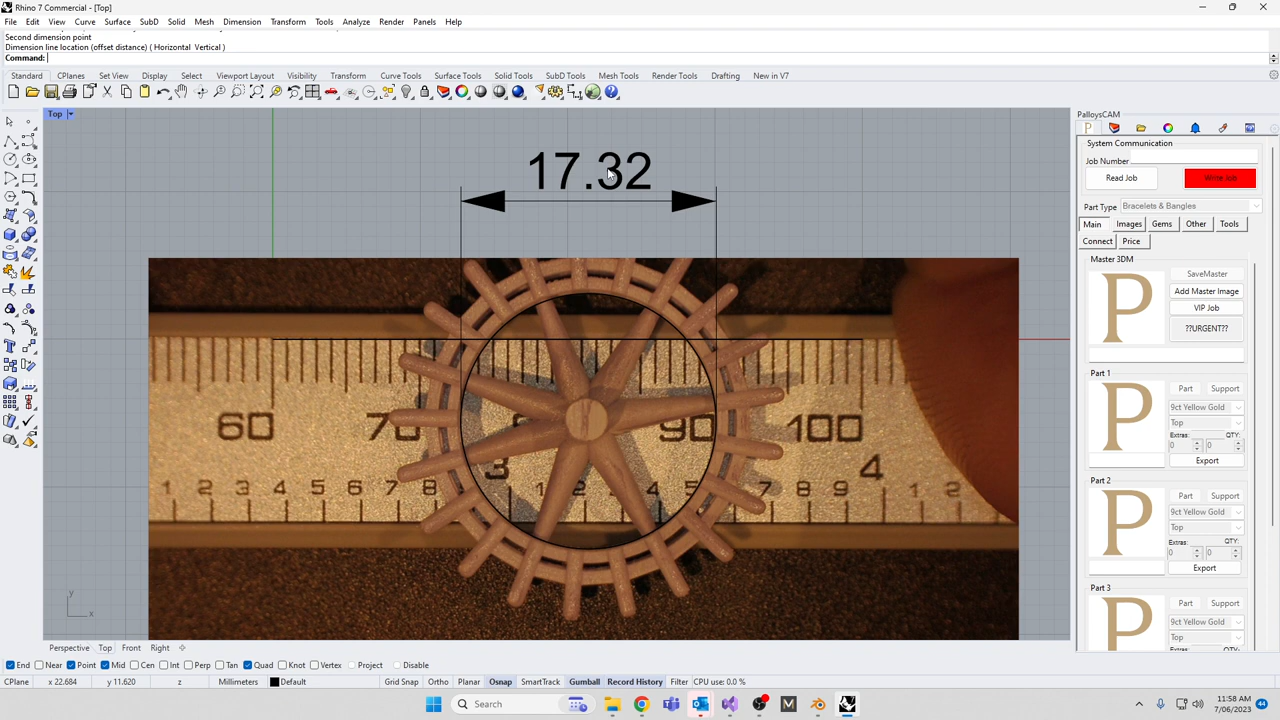 Rhino 7 Commercial - [Top]
File Edit View Curve Surface SubD Solid Mesh Dimension Transform Tools Analyze Render Panels Help
Second dimension point
Dimension line location (offset distance) ( Horizontal Vertical )
Command:
Standard CPlanes Set View Display Select Viewport Layout Visibility Transform Curve Tools Surface Tools Solid Tools SubD Tools Mesh Tools Render Tools Drafting New in V7
Top
17.32
60 70 90 100
3 4
1 2 3 4 5 6 7 8 1 2 4 5 7 8 9 1 2
y
x
PalloysCAM
P
System Communication
Job Number
Read Job Write Job
Part Type Bracelets & Bangles
Main Images Gems Other Tools
Connect Price
Master 3DM
P
SaveMaster
Add Master Image
VIP Job
??URGENT??
Part 1
P
Part Support
9ct Yellow Gold
Top
Extras: QTY:
0 0
Export
Part 2
P
Part Support
9ct Yellow Gold
Top
Extras: QTY:
0 0
Export
Part 3
P
Part Support
9ct Yellow Gold
Top
Perspective Top Front Right
End Near Point Mid Cen Int Perp Tan Quad Knot Vertex Project Disable
CPlane x 22.684 y 11.620 z Millimeters Default Grid Snap Ortho Planar Osnap SmartTrack Gumball Record History Filter CPU use: 0.0 %
Search
11:58 AM
7/06/2023